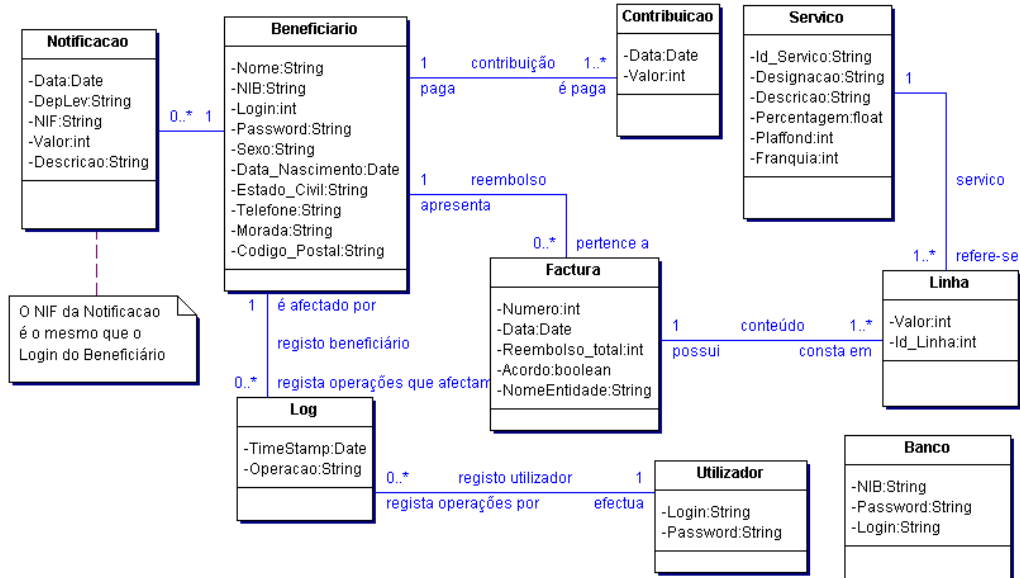 Notificacao
-Data:Date
-DepLev:String
-NIF:String
-Valor:int
-Descricao:String
0..* 1
Beneficiario
-Nome:String
-NIB:String
-Login:int
-Password:String
-Sexo:String
-Data_Nascimento:Date
-Estado_Civil:String
-Telefone:String
-Morada:String
-Codigo_Postal:String
1 contribuição 1..*
paga é paga
Contribuicao
-Data:Date
-Valor:int
Servico
-Id_Servico:String
-Designacao:String
-Descricao:String
-Percentagem:float
-Plaffond:int
-Franquia:int
1
servico
1..* refere-se
1 reembolso
apresenta
0..* pertence a
O NIF da Notificacao
é o mesmo que o
Login do Beneficiário
1 é afectado por
registo beneficiário
0..* regista operações que afectam
Factura
-Numero:int
-Data:Date
-Reembolso_total:int
-Acordo:boolean
-NomeEntidade:String
1 conteúdo 1..*
possui consta em
Linha
-Valor:int
-Id_Linha:int
Log
-TimeStamp:Date
-Operacao:String
0..* registo utilizador 1
regista operações por efectua
Utilizador
-Login:String
-Password:String
Banco
-NIB:String
-Password:String
-Login:String